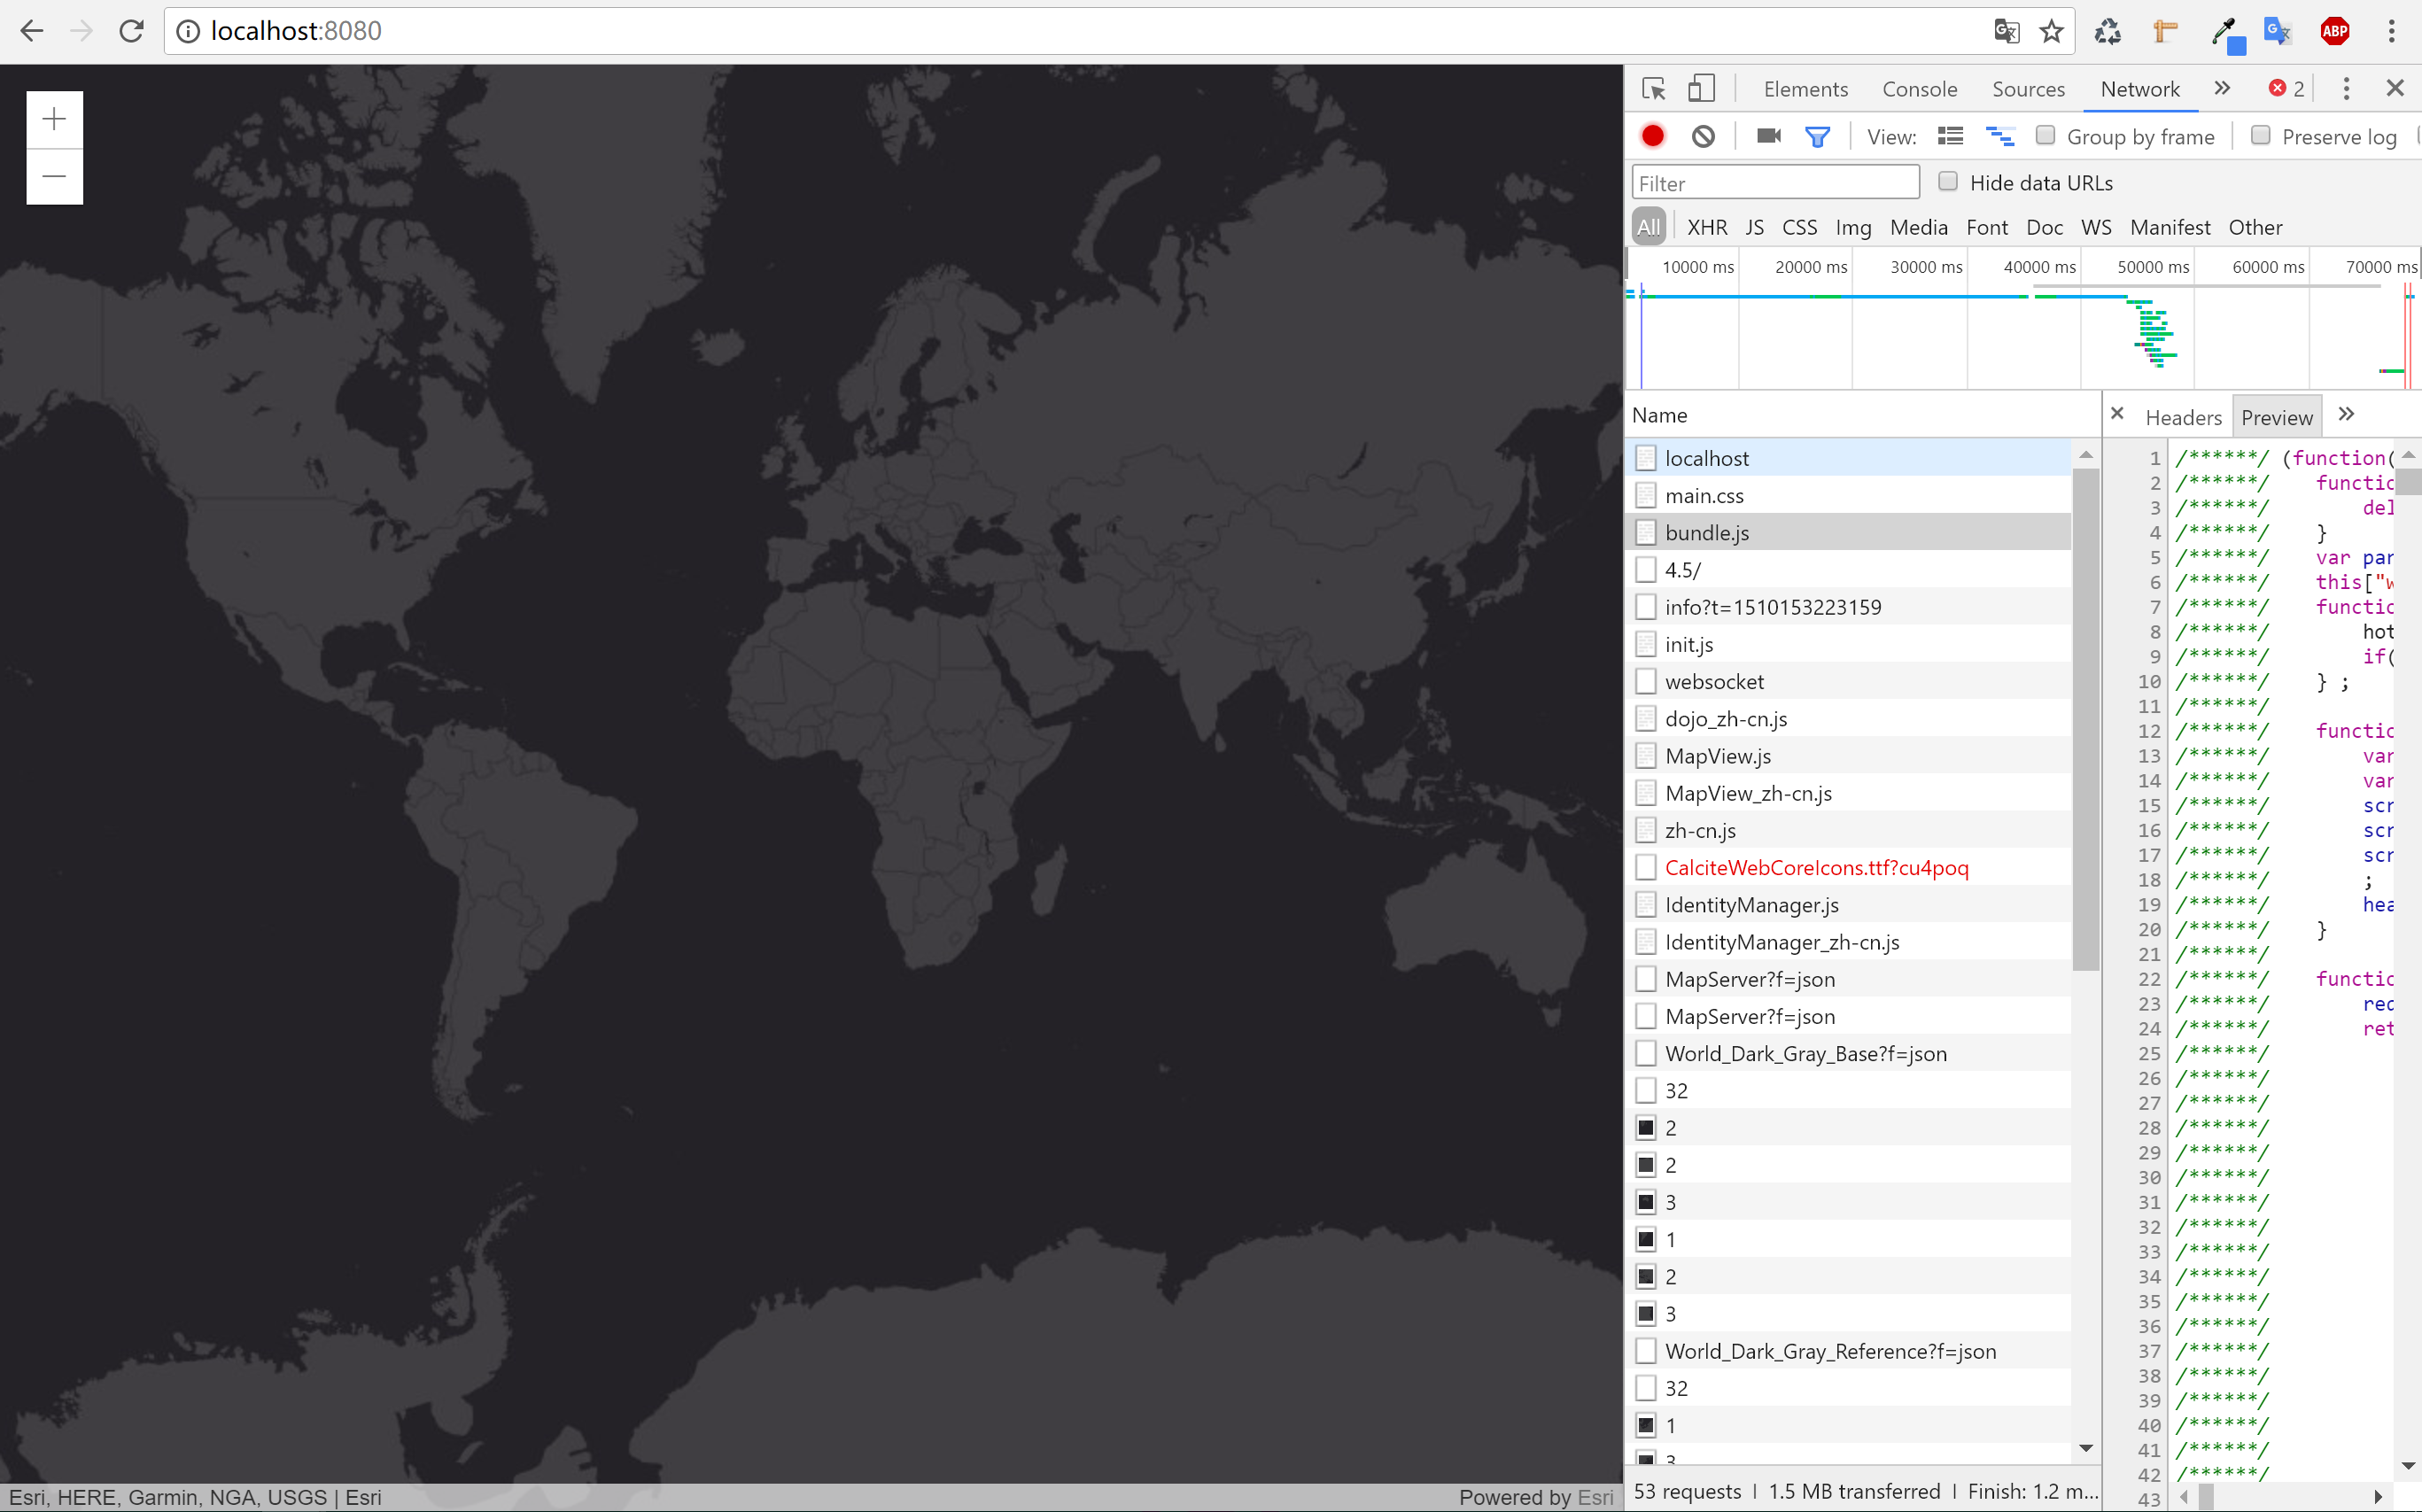 localhost:8080
ABP
Elements Console Sources Network 2
View: Group by frame Preserve log
Filter Hide data URLs
All XHR JS CSS Img Media Font Doc WS Manifest Other
10000 ms 20000 ms 30000 ms 40000 ms 50000 ms 60000 ms 70000 ms
Name
Headers Preview
localhost
main.css
bundle.js
4.5/
info?t=1510153223159
init.js
websocket
dojo_zh-cn.js
MapView.js
MapView_zh-cn.js
zh-cn.js
CalciteWebCoreIcons.ttf?cu4poq
IdentityManager.js
IdentityManager_zh-cn.js
MapServer?f=json
MapServer?f=json
World_Dark_Gray_Base?f=json
32
2
2
3
1
2
3
World_Dark_Gray_Reference?f=json
32
1
3
1 /******/ (function(
2 /******/ functic
3 /******/ del
4 /******/ }
5 /******/ var par
6 /******/ this["w
7 /******/ functic
8 /******/ hot
9 /******/ if(
10 /******/ } ;
11 /******/
12 /******/ functic
13 /******/ var
14 /******/ var
15 /******/ scr
16 /******/ scr
17 /******/ scr
18 /******/ ;
19 /******/ hea
20 /******/ }
21 /******/
22 /******/ functic
23 /******/ rec
24 /******/ ret
25 /******/
26 /******/
27 /******/
28 /******/
29 /******/
30 /******/
31 /******/
32 /******/
33 /******/
34 /******/
35 /******/
36 /******/
37 /******/
38 /******/
39 /******/
40 /******/
41 /******/
42 /******/
43
53 requests | 1.5 MB transferred | Finish: 1.2 m...
Esri, HERE, Garmin, NGA, USGS | Esri
Powered by Esri